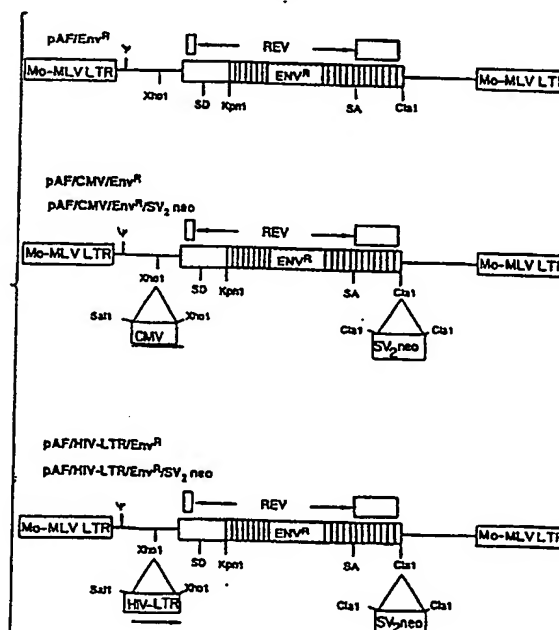 pAF/Env^R
REV
Mo-MLV LTR Ψ ENV^R Mo-MLV LTR
Xho1 SD Kpn1 SA Cla1
pAF/CMV/Env^R
pAF/CMV/Env^R/SV₂ neo
REV
Mo-MLV LTR Ψ ENV^R Mo-MLV LTR
Xho1 SD Kpn1 SA Cla1
Sal1 Xho1 Cla1 Cla1
CMV SV₂neo
pAF/HIV-LTR/Env^R
pAF/HIV-LTR/Env^R/SV₂ neo
REV
Mo-MLV LTR Ψ ENV^R Mo-MLV LTR
Xho1 SD Kpn1 SA Cla1
Sal1 Xho1 Cla1 Cla1
HIV-LTR SV₂neo